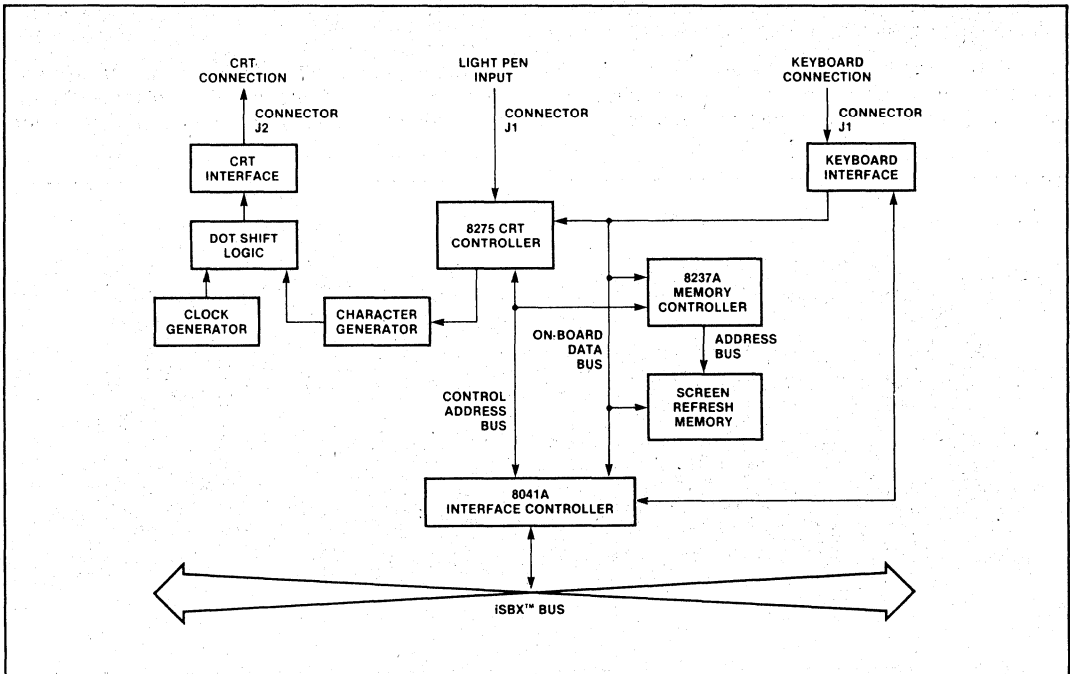 CRT
CONNECTION
CONNECTOR
J2
CRT
INTERFACE
DOT SHIFT
LOGIC
CLOCK
GENERATOR
CHARACTER
GENERATOR
LIGHT PEN
INPUT
CONNECTOR
J1
8275 CRT
CONTROLLER
KEYBOARD
CONNECTION
CONNECTOR
J1
KEYBOARD
INTERFACE
8237A
MEMORY
CONTROLLER
ADDRESS
BUS
ON-BOARD
DATA
BUS
SCREEN
REFRESH
MEMORY
CONTROL
ADDRESS
BUS
8041A
INTERFACE CONTROLLER
iSBX™ BUS